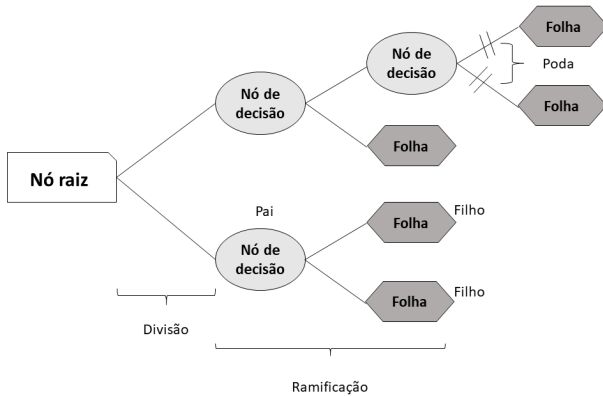 Folha
Nó de
decisão
Poda
Nó de
decisão
Folha
Folha
Nó raiz
Pai
Folha
Filho
Nó de
decisão
Folha
Filho
Divisão
Ramificação